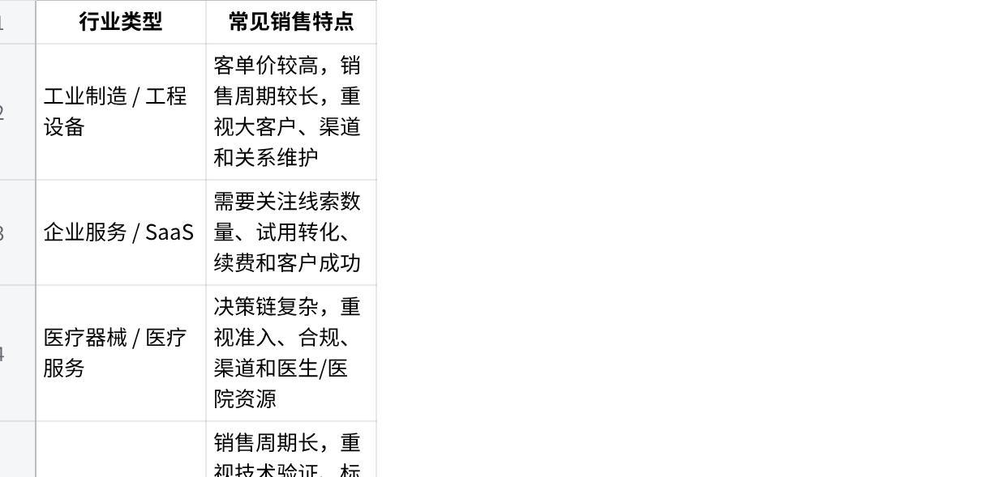 1
行业类型
常见销售特点
2
工业制造 / 工程
设备
客单价较高，销
售周期较长，重
视大客户、渠道
和关系维护
3
企业服务 / SaaS
需要关注线索数
量、试用转化、
续费和客户成功
4
医疗器械 / 医疗
服务
决策链复杂，重
视准入、合规、
渠道和医生/医
院资源
销售周期长，重
视技术验证、标